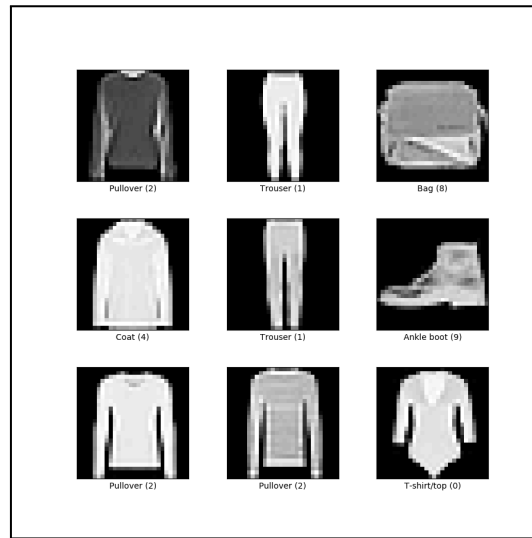 Pullover (2)
Trouser (1)
Bag (8)
Coat (4)
Trouser (1)
Ankle boot (9)
Pullover (2)
Pullover (2)
T-shirt/top (0)